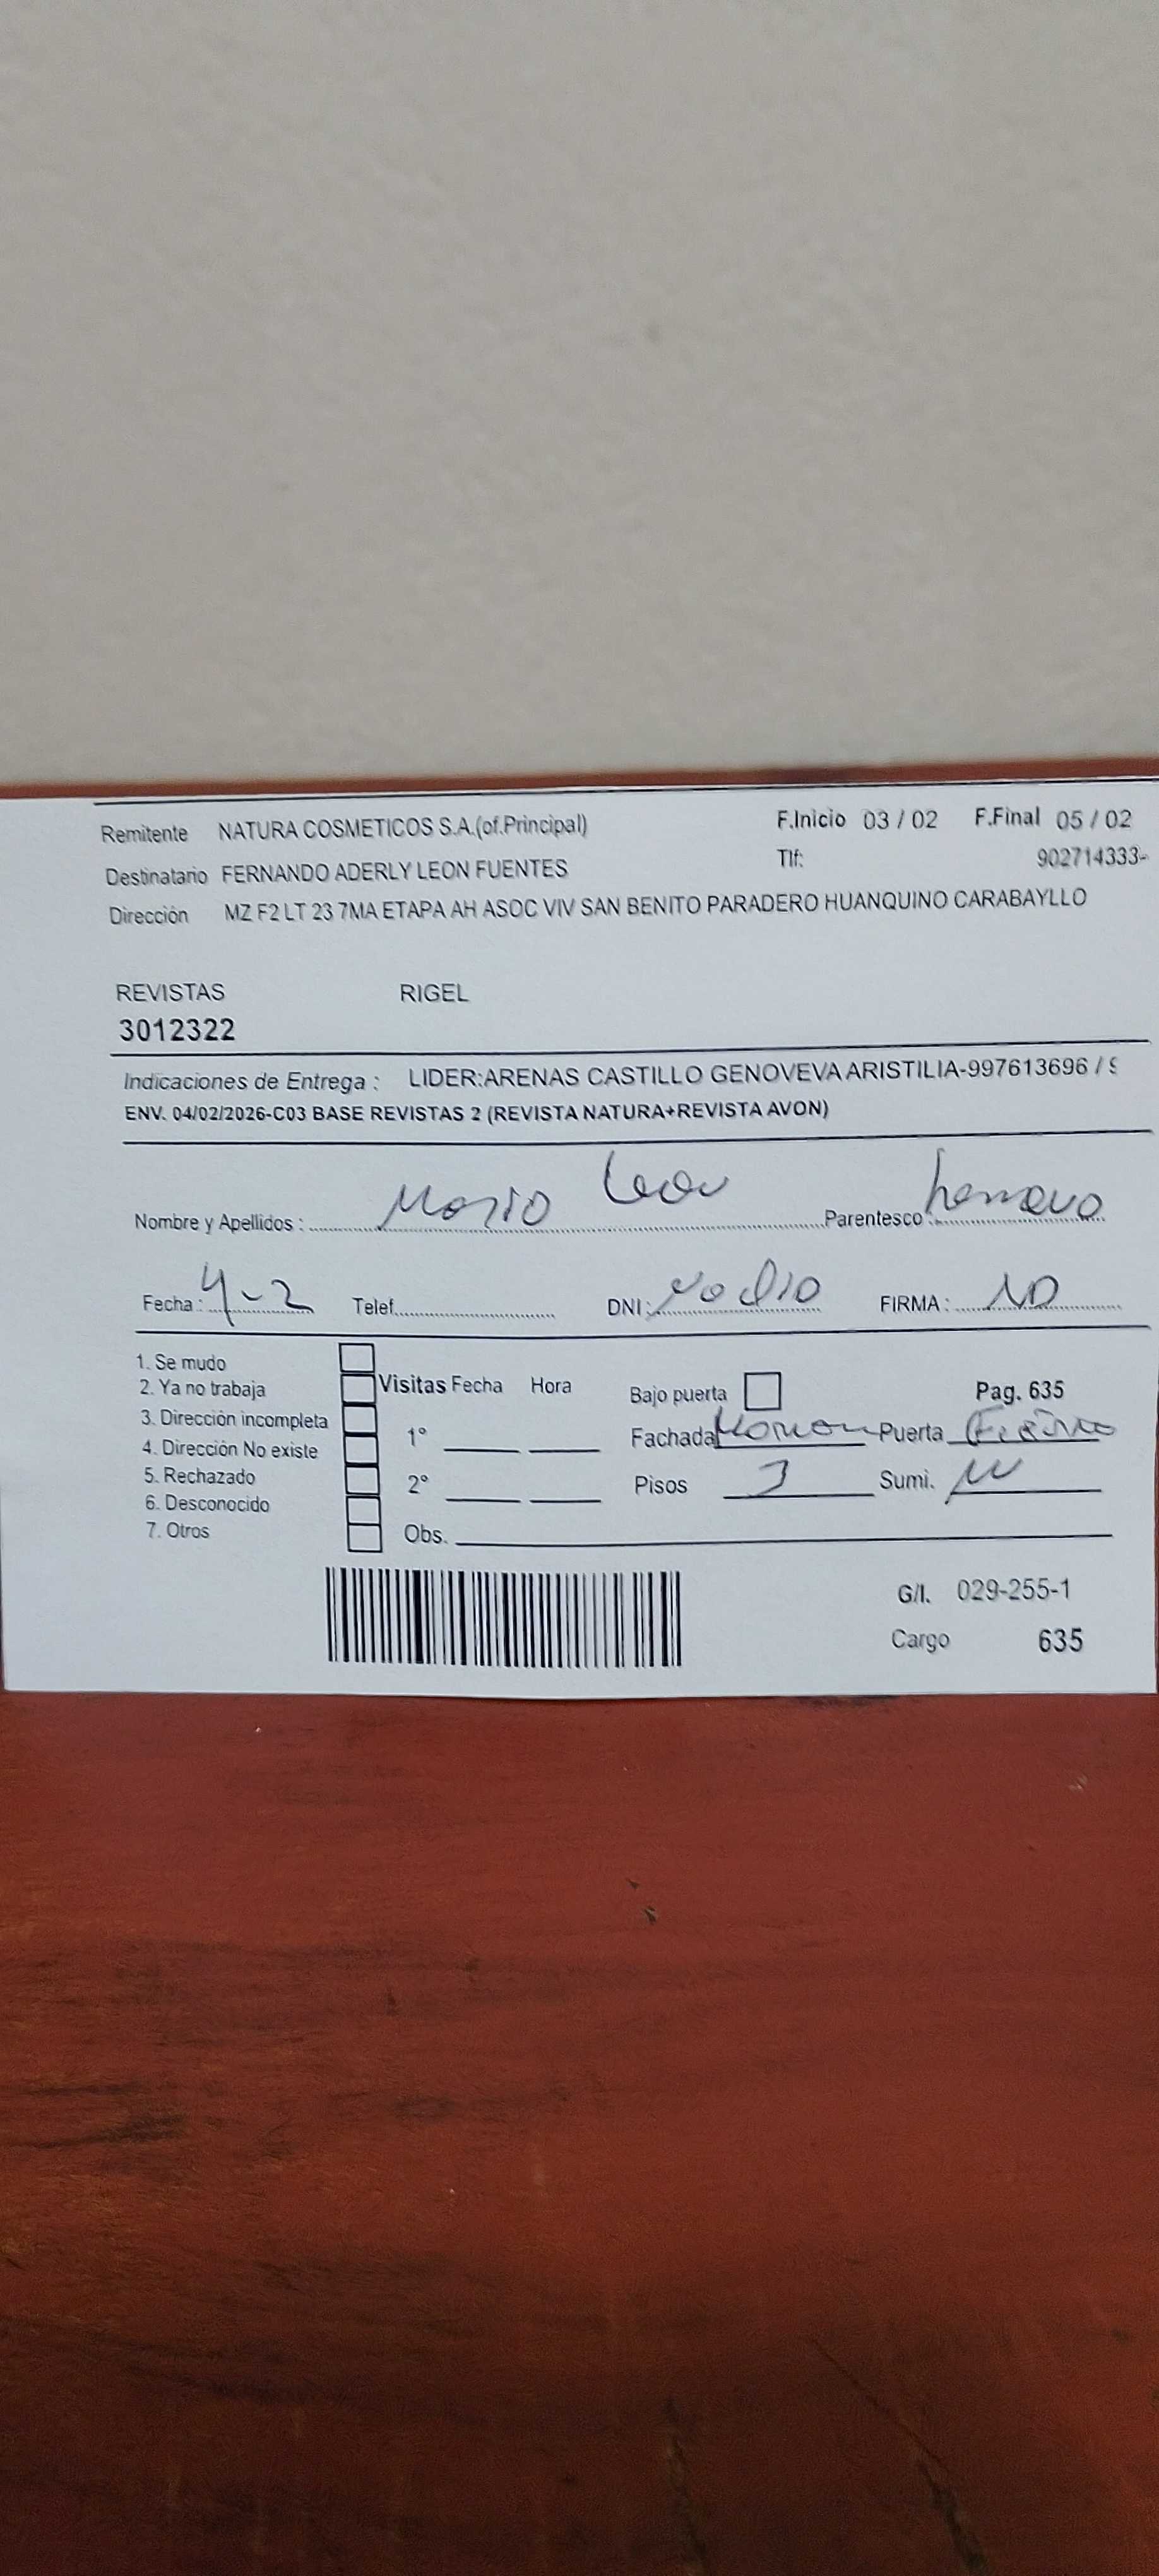 Remitente NATURA COSMETICOS S.A.(of.Principal) F.Inicio 03 / 02 F.Final 05 / 02
Destinatario FERNANDO ADERLY LEON FUENTES Tlf: 902714333-
Dirección MZ F2 LT 23 7MA ETAPA AH ASOC VIV SAN BENITO PARADERO HUANQUINO CARABAYLLO
REVISTAS RIGEL
3012322
Indicaciones de Entrega : LIDER:ARENAS CASTILLO GENOVEVA ARISTILIA-997613696 / 9
ENV. 04/02/2026-C03 BASE REVISTAS 2 (REVISTA NATURA+REVISTA AVON)
Nombre y Apellidos : Mario Leon Parentesco : hermano
Fecha : 4-2 Telef. DNI : No dio FIRMA : ND
1. Se mudo
2. Ya no trabaja Visitas Fecha Hora Bajo puerta Pag. 635
3. Dirección incompleta 1° Fachada Puerta Fierro
4. Dirección No existe
5. Rechazado 2° Pisos 3 Sumi.
6. Desconocido
7. Otros Obs.
G/I. 029-255-1
Cargo 635